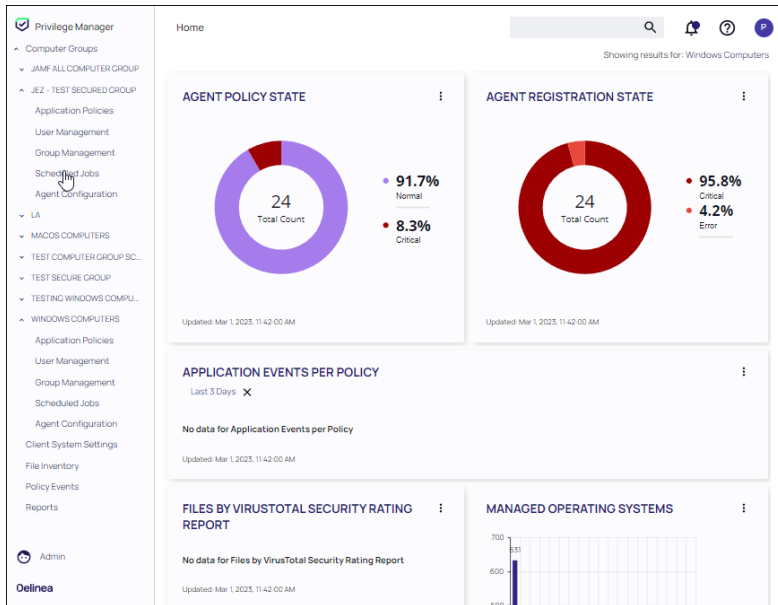 Privilege Manager
Computer Groups
JAMF ALL COMPUTER GROUP
JEZ - TEST SECURED GROUP
Application Policies
User Management
Group Management
Scheduled Jobs
Agent Configuration
LA
MACOS COMPUTERS
TEST COMPUTER GROUP SC...
TEST SECURE GROUP
TESTING WINDOWS COMPU...
WINDOWS COMPUTERS
Application Policies
User Management
Group Management
Scheduled Jobs
Agent Configuration
Client System Settings
File Inventory
Policy Events
Reports
Admin
Delinea
Home
P
Showing results for: Windows Computers
AGENT POLICY STATE
24
Total Count
91.7%
Normal
8.3%
Critical
Updated: Mar 1, 2023, 11:42:00 AM
AGENT REGISTRATION STATE
24
Total Count
95.8%
Critical
4.2%
Error
Updated: Mar 1, 2023, 11:42:00 AM
APPLICATION EVENTS PER POLICY
Last 3 Days
No data for Application Events per Policy
Updated: Mar 1, 2023, 11:42:00 AM
FILES BY VIRUSTOTAL SECURITY RATING
REPORT
No data for Files by VirusTotal Security Rating Report
Updated: Mar 1, 2023, 11:42:00 AM
MANAGED OPERATING SYSTEMS
700
631
600